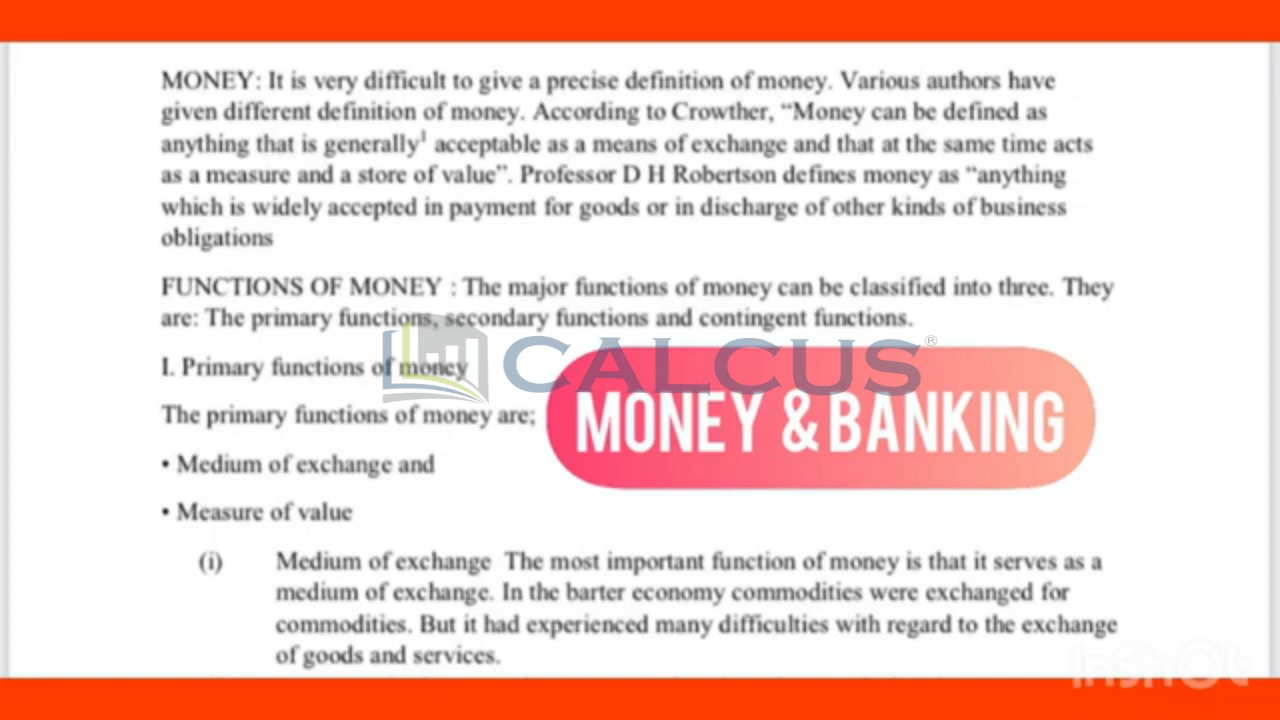 MONEY: It is very difficult to give a precise definition of money. Various authors have
given different definition of money. According to Crowther, “Money can be defined as
anything that is generally¹ acceptable as a means of exchange and that at the same time acts
as a measure and a store of value”. Professor D H Robertson defines money as “anything
which is widely accepted in payment for goods or in discharge of other kinds of business
obligations
FUNCTIONS OF MONEY : The major functions of money can be classified into three. They
are: The primary functions, secondary functions and contingent functions.
I. Primary functions of money
CALCUS®
The primary functions of money are;
MONEY & BANKING
• Medium of exchange and
• Measure of value
(i) Medium of exchange The most important function of money is that it serves as a
medium of exchange. In the barter economy commodities were exchanged for
commodities. But it had experienced many difficulties with regard to the exchange
of goods and services.
InShOt